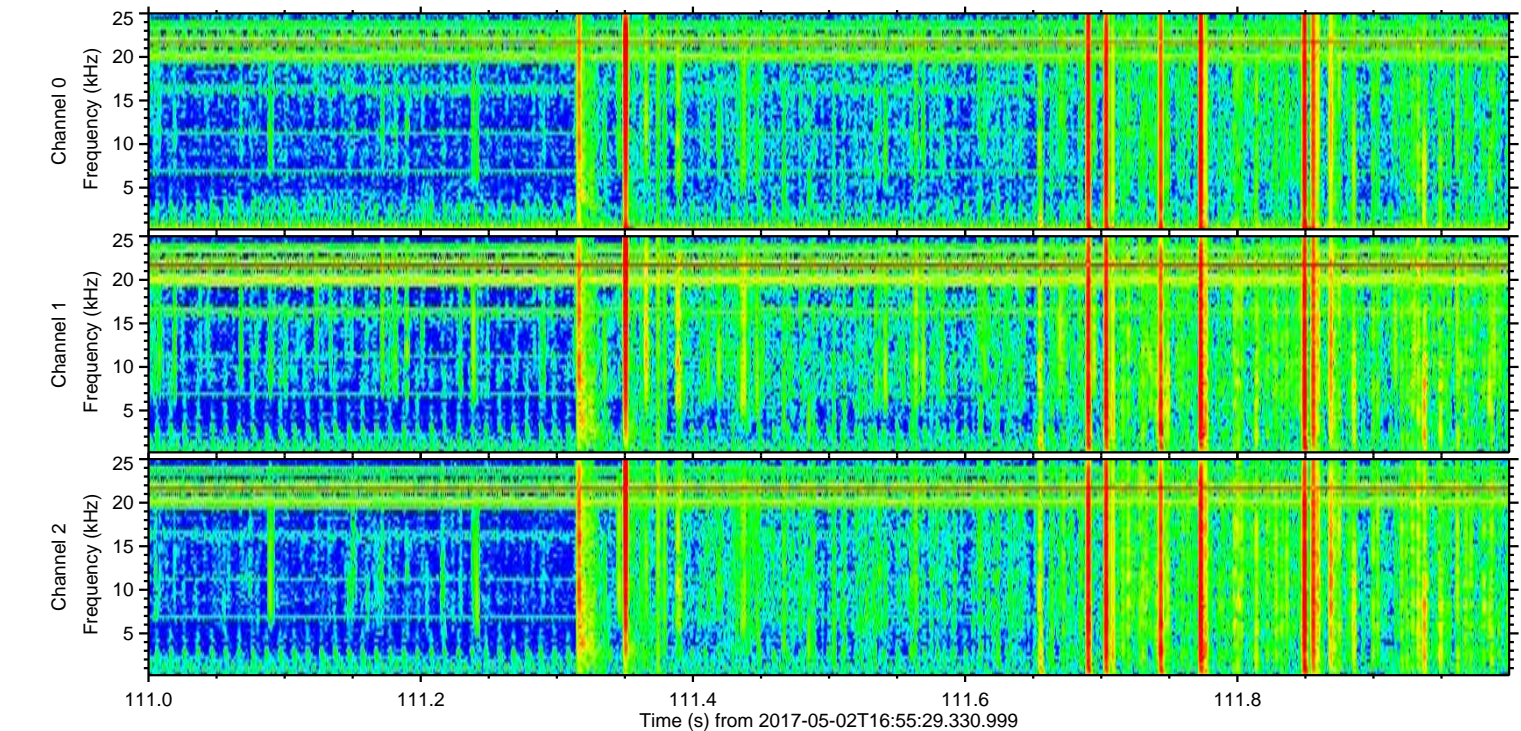 25
20
15
10
5
Channel 0
Frequency (kHz)
25
20
15
10
5
Channel 1
Frequency (kHz)
25
20
15
10
5
Channel 2
Frequency (kHz)
111.0 111.2 111.4 111.6 111.8
Time (s) from 2017-05-02T16:55:29.330.999